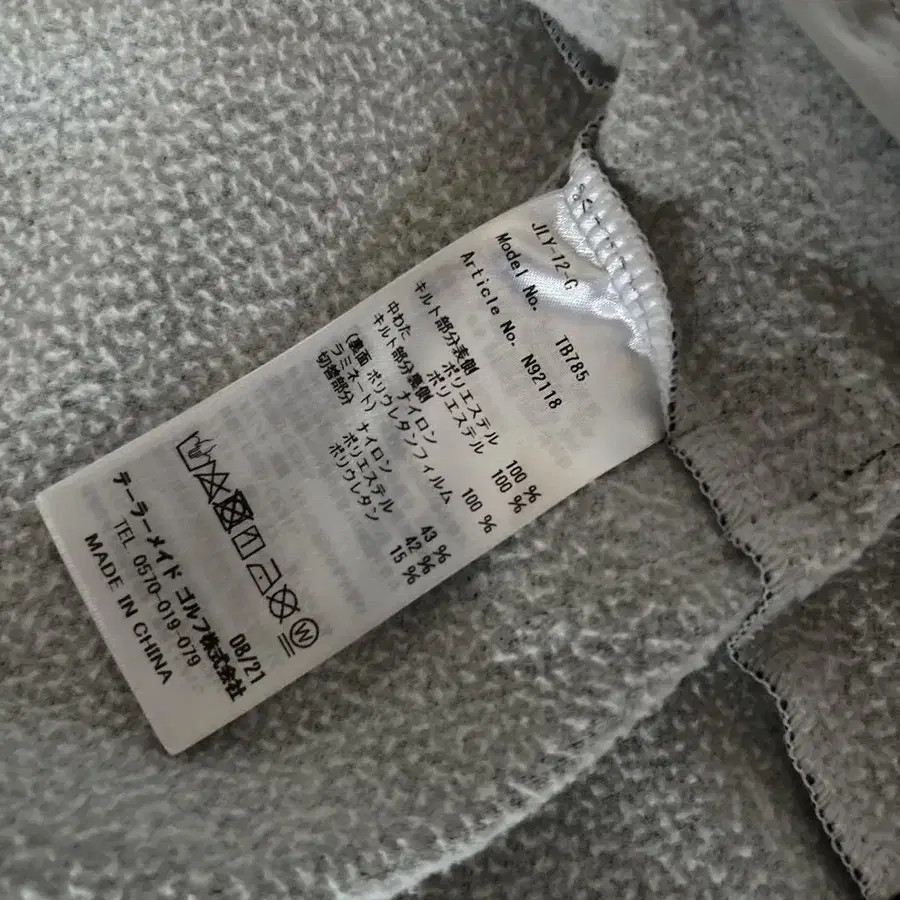 JLY-12-G
Model No. TB785
Article No. N92118
キルト部分表側 ポリエステル 100 %
中わた ポリエステル 100 %
キルト部分裏側 ナイロン 100 %
(裏面 ポリウレタンフィルム
ラミネート)
切替部分 ナイロン 43 %
ポリエステル 42 %
ポリウレタン 15 %
W
08/21
テーラーメイド ゴルフ株式会社
TEL 0570-019-079
MADE IN CHINA